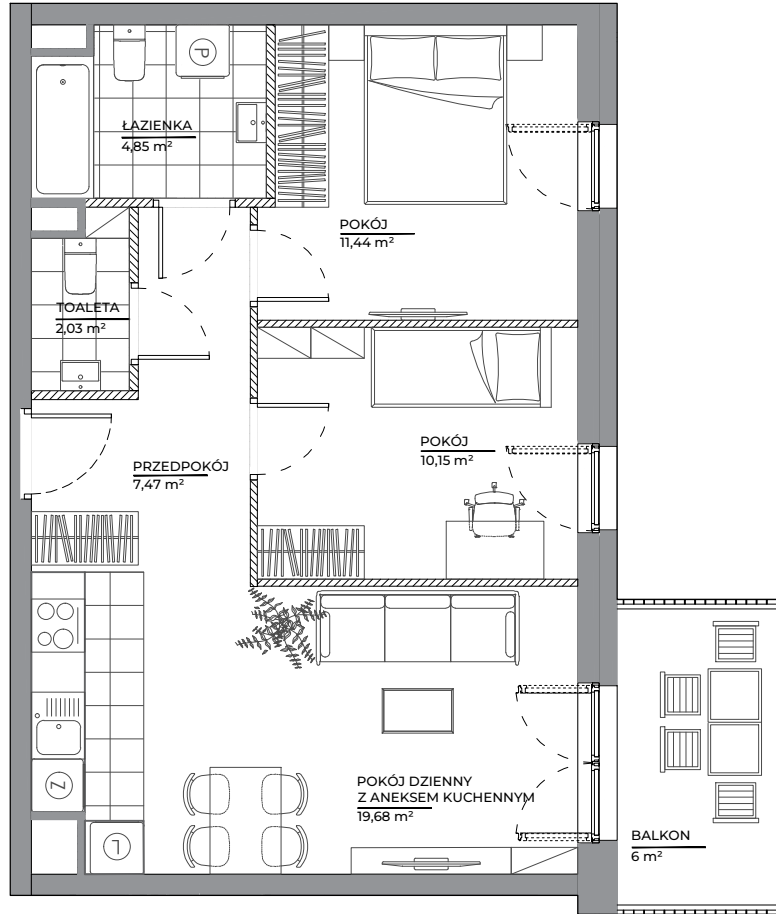 P
ŁAZIENKA
4,85 m²
POKÓJ
11,44 m²
TOALETA
2,03 m²
POKÓJ
10,15 m²
PRZEDPOKÓJ
7,47 m²
Z
POKÓJ DZIENNY
Z ANEKSEM KUCHENNYM
19,68 m²
L
BALKON
6 m²